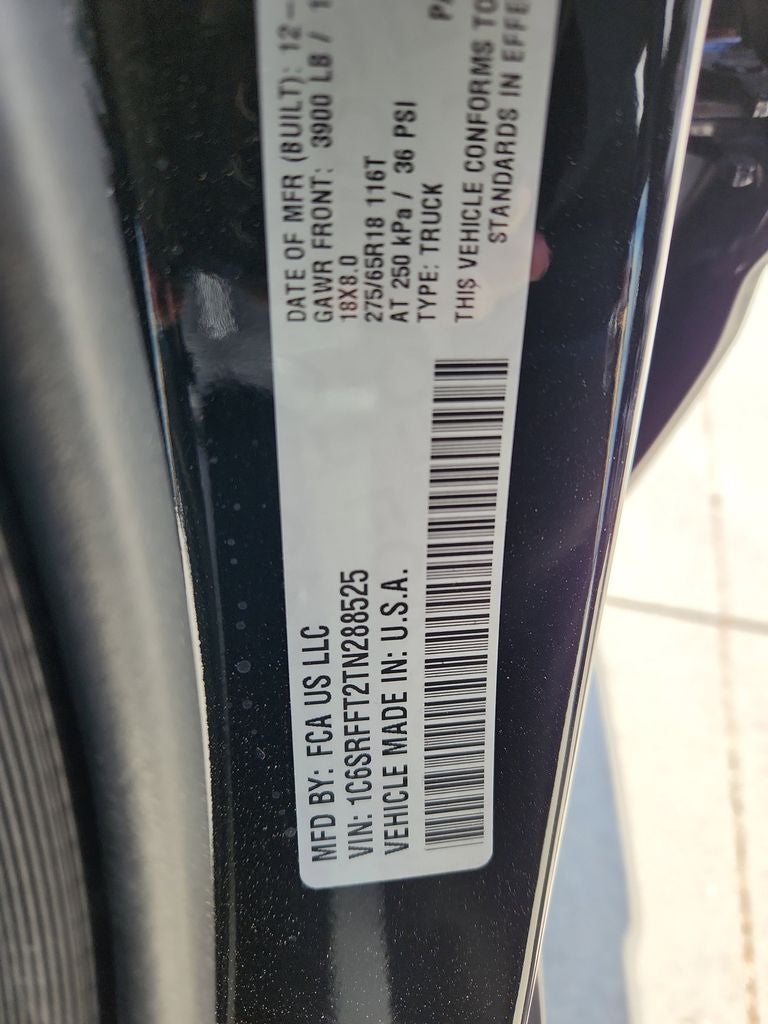 MFD BY: FCA US LLC
VIN: 1C6SRFFT2TN288525
VEHICLE MADE IN: U.S.A.
DATE OF MFR (BUILT): 12-
GAWR FRONT: 3900 LB /
18X8.0
275/65R18 116T
AT 250 kPa / 36 PSI
TYPE: TRUCK
THIS VEHICLE CONFORMS TO
STANDARDS IN EFFE